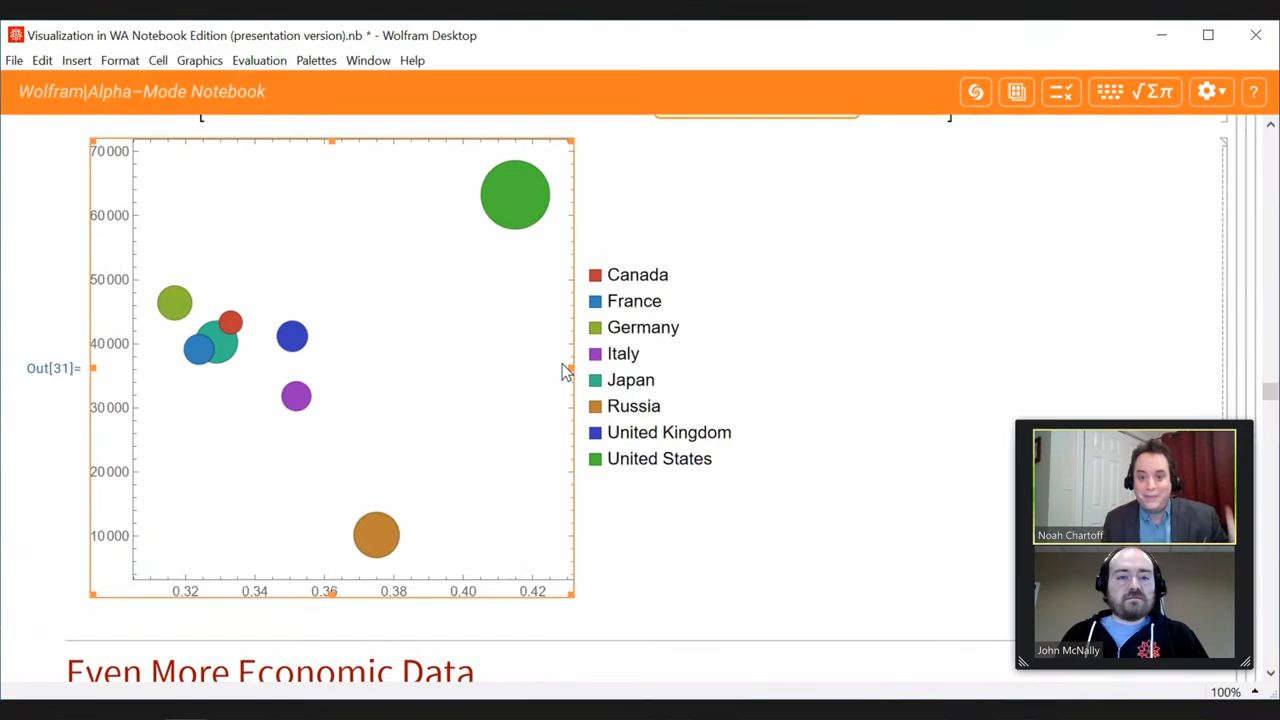 Visualization in WA Notebook Edition (presentation version).nb * - Wolfram Desktop
File Edit Insert Format Cell Graphics Evaluation Palettes Window Help
Wolfram|Alpha–Mode Notebook
√Σπ
?
[ ]
70 000
60 000
50 000
40 000
30 000
20 000
10 000
0.32 0.34 0.36 0.38 0.40 0.42
Out[31]=
Canada
France
Germany
Italy
Japan
Russia
United Kingdom
United States
Noah Chartoff
John McNally
Even More Economic Data
100%